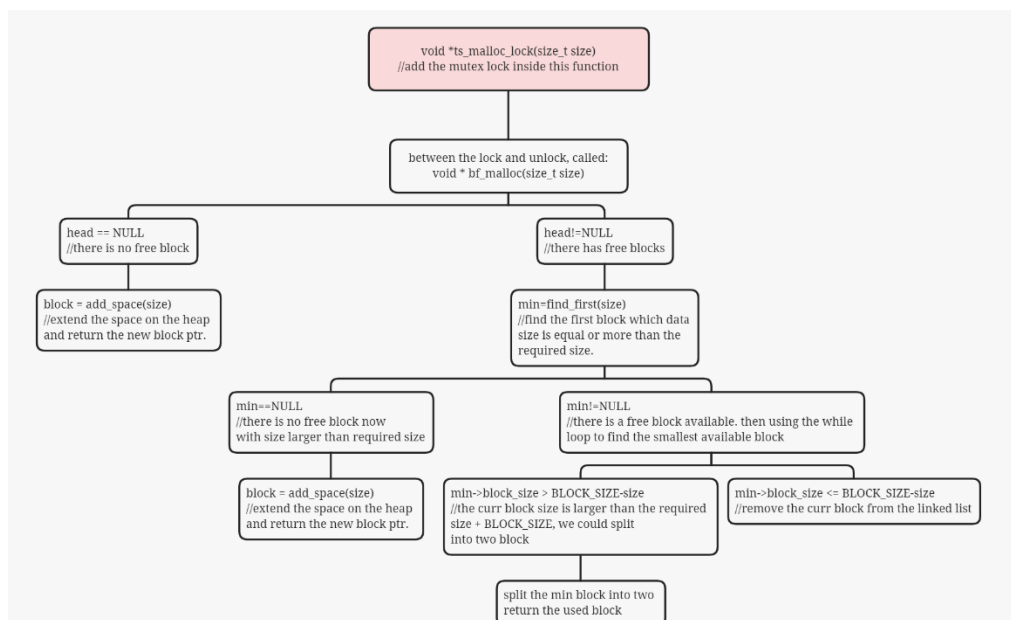 void *ts_malloc_lock(size_t size)
//add the mutex lock inside this function
between the lock and unlock, called:
void * bf_malloc(size_t size)
head == NULL
//there is no free block
head!=NULL
//there has free blocks
block = add_space(size)
//extend the space on the heap
and return the new block ptr.
min=find_first(size)
//find the first block which data
size is equal or more than the
required size.
min==NULL
//there is no free block now
with size larger than required size
min!=NULL
//there is a free block available. then using the while
loop to find the smallest available block
block = add_space(size)
//extend the space on the heap
and return the new block ptr.
min->block_size > BLOCK_SIZE-size
//the curr block size is larger than the required
size + BLOCK_SIZE, we could split
into two block
min->block_size <= BLOCK_SIZE-size
//remove the curr block from the linked list
split the min block into two
return the used block